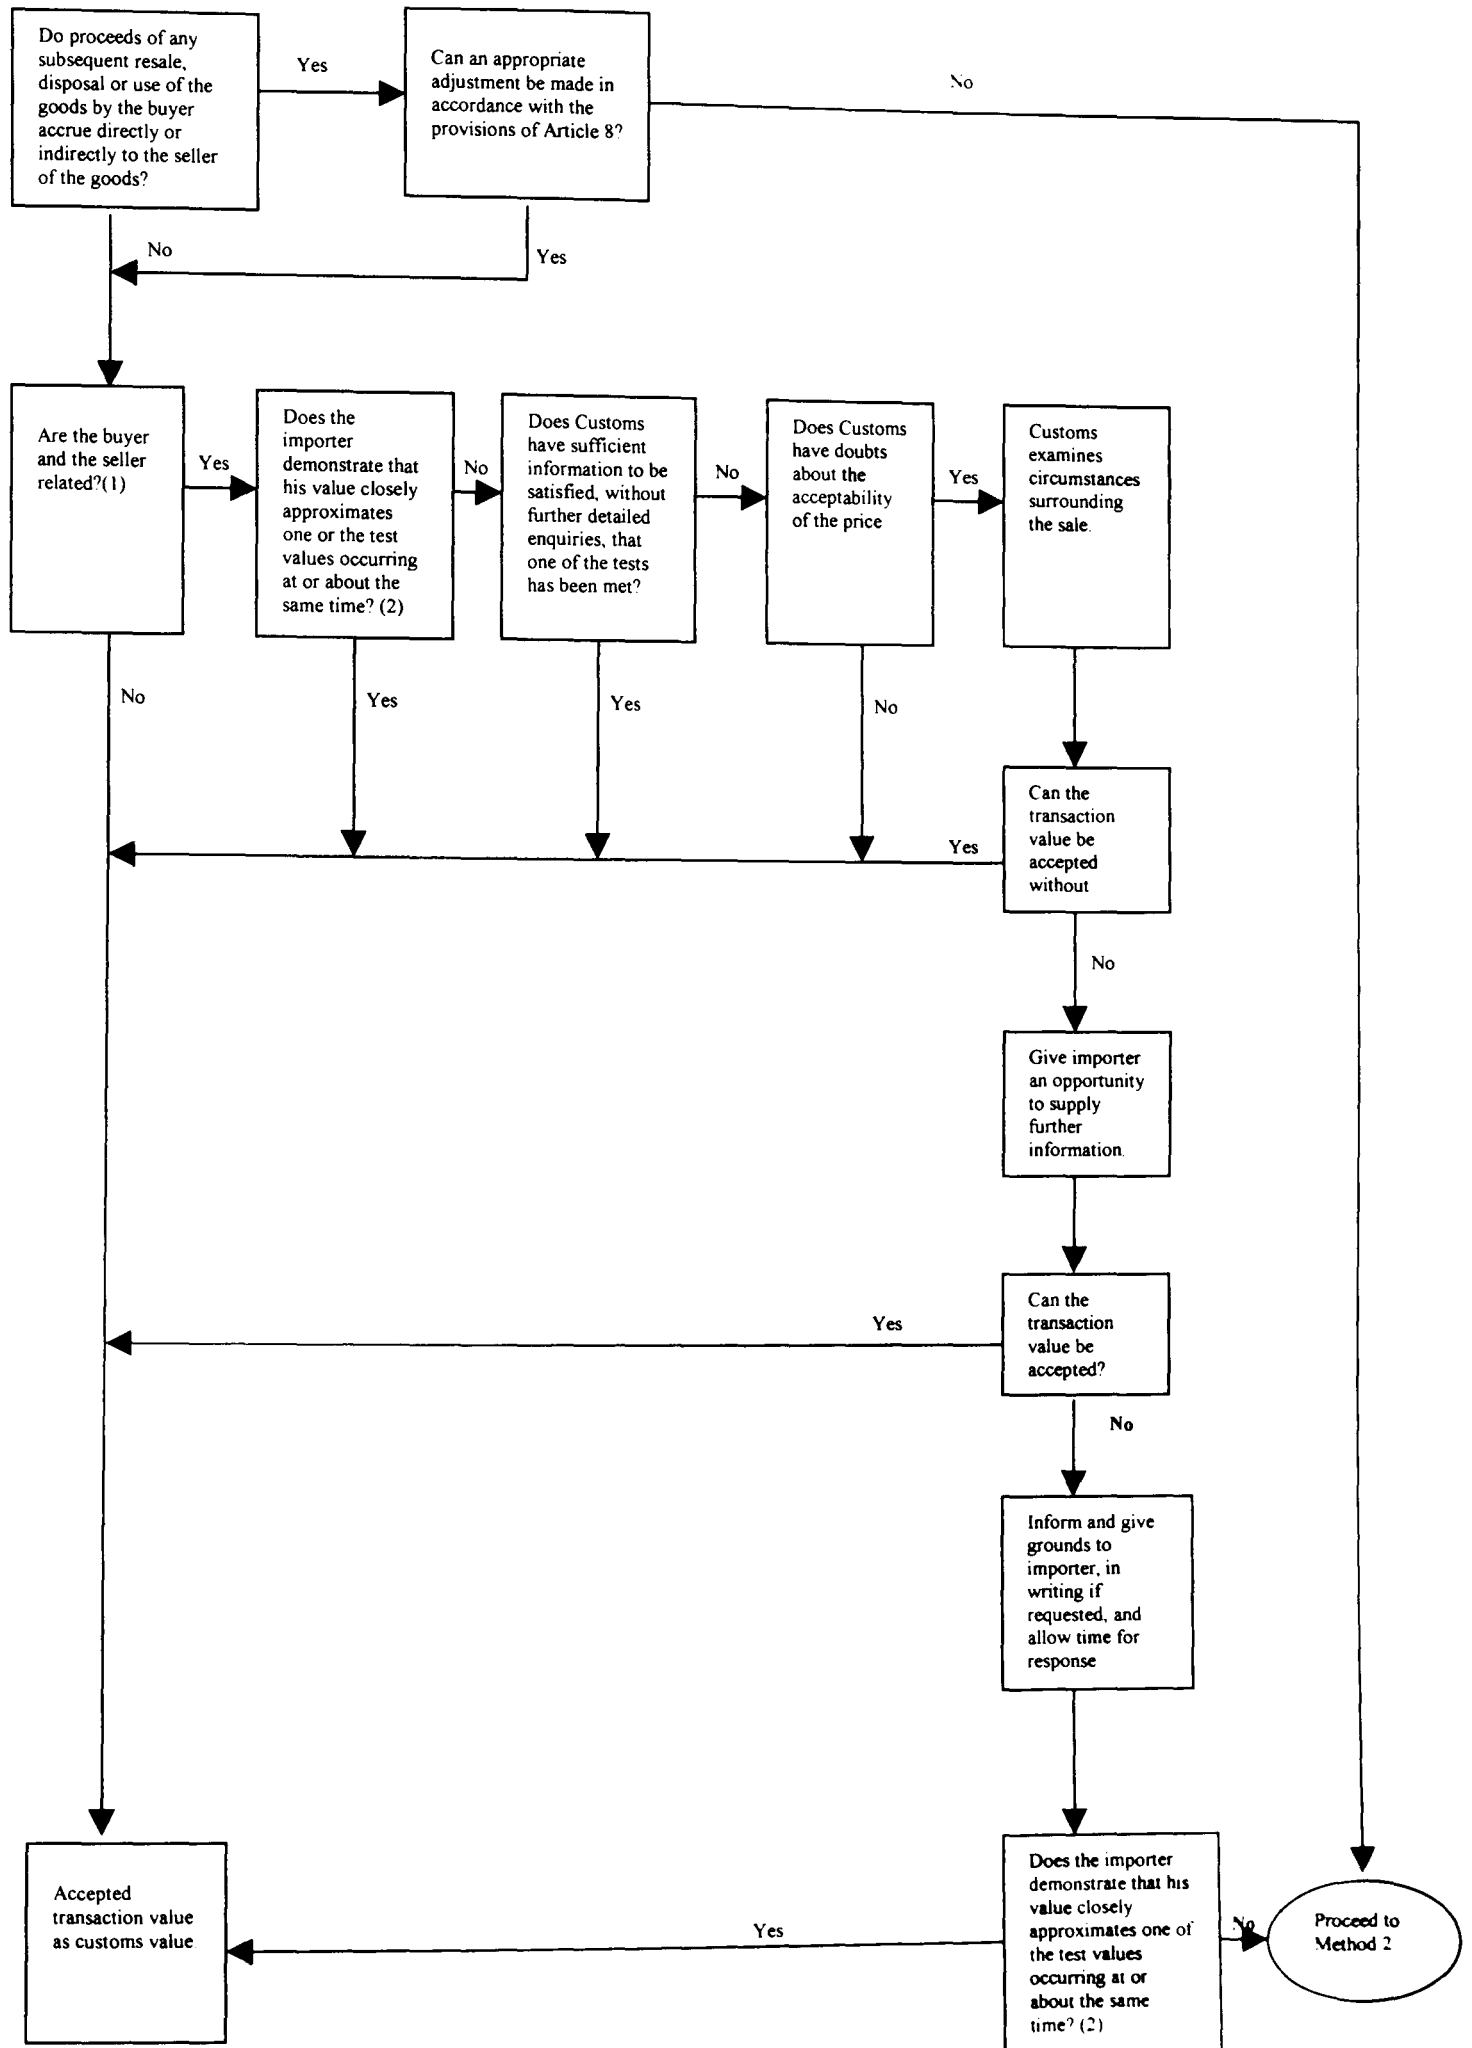 Do proceeds of any
subsequent resale,
disposal or use of the
goods by the buyer
accrue directly or
indirectly to the seller
of the goods?
Yes
Can an appropriate
adjustment be made in
accordance with the
provisions of Article 8?
No
No
Yes
Are the buyer
and the seller
related?(1)
Yes
Does the
importer
demonstrate that
his value closely
approximates
one or the test
values occurring
at or about the
same time? (2)
No
Does Customs
have sufficient
information to be
satisfied, without
further detailed
enquiries, that
one of the tests
has been met?
No
Does Customs
have doubts
about the
acceptability
of the price
Yes
Customs
examines
circumstances
surrounding
the sale.
No
Yes
Yes
No
Can the
transaction
value be
accepted
without
Yes
No
Give importer
an opportunity
to supply
further
information.
Can the
transaction
value be
accepted?
Yes
No
Inform and give
grounds to
importer, in
writing if
requested, and
allow time for
response
Accepted
transaction value
as customs value
Yes
Does the importer
demonstrate that his
value closely
approximates one of
the test values
occurring at or
about the same
time? (2)
No
Proceed to
Method 2